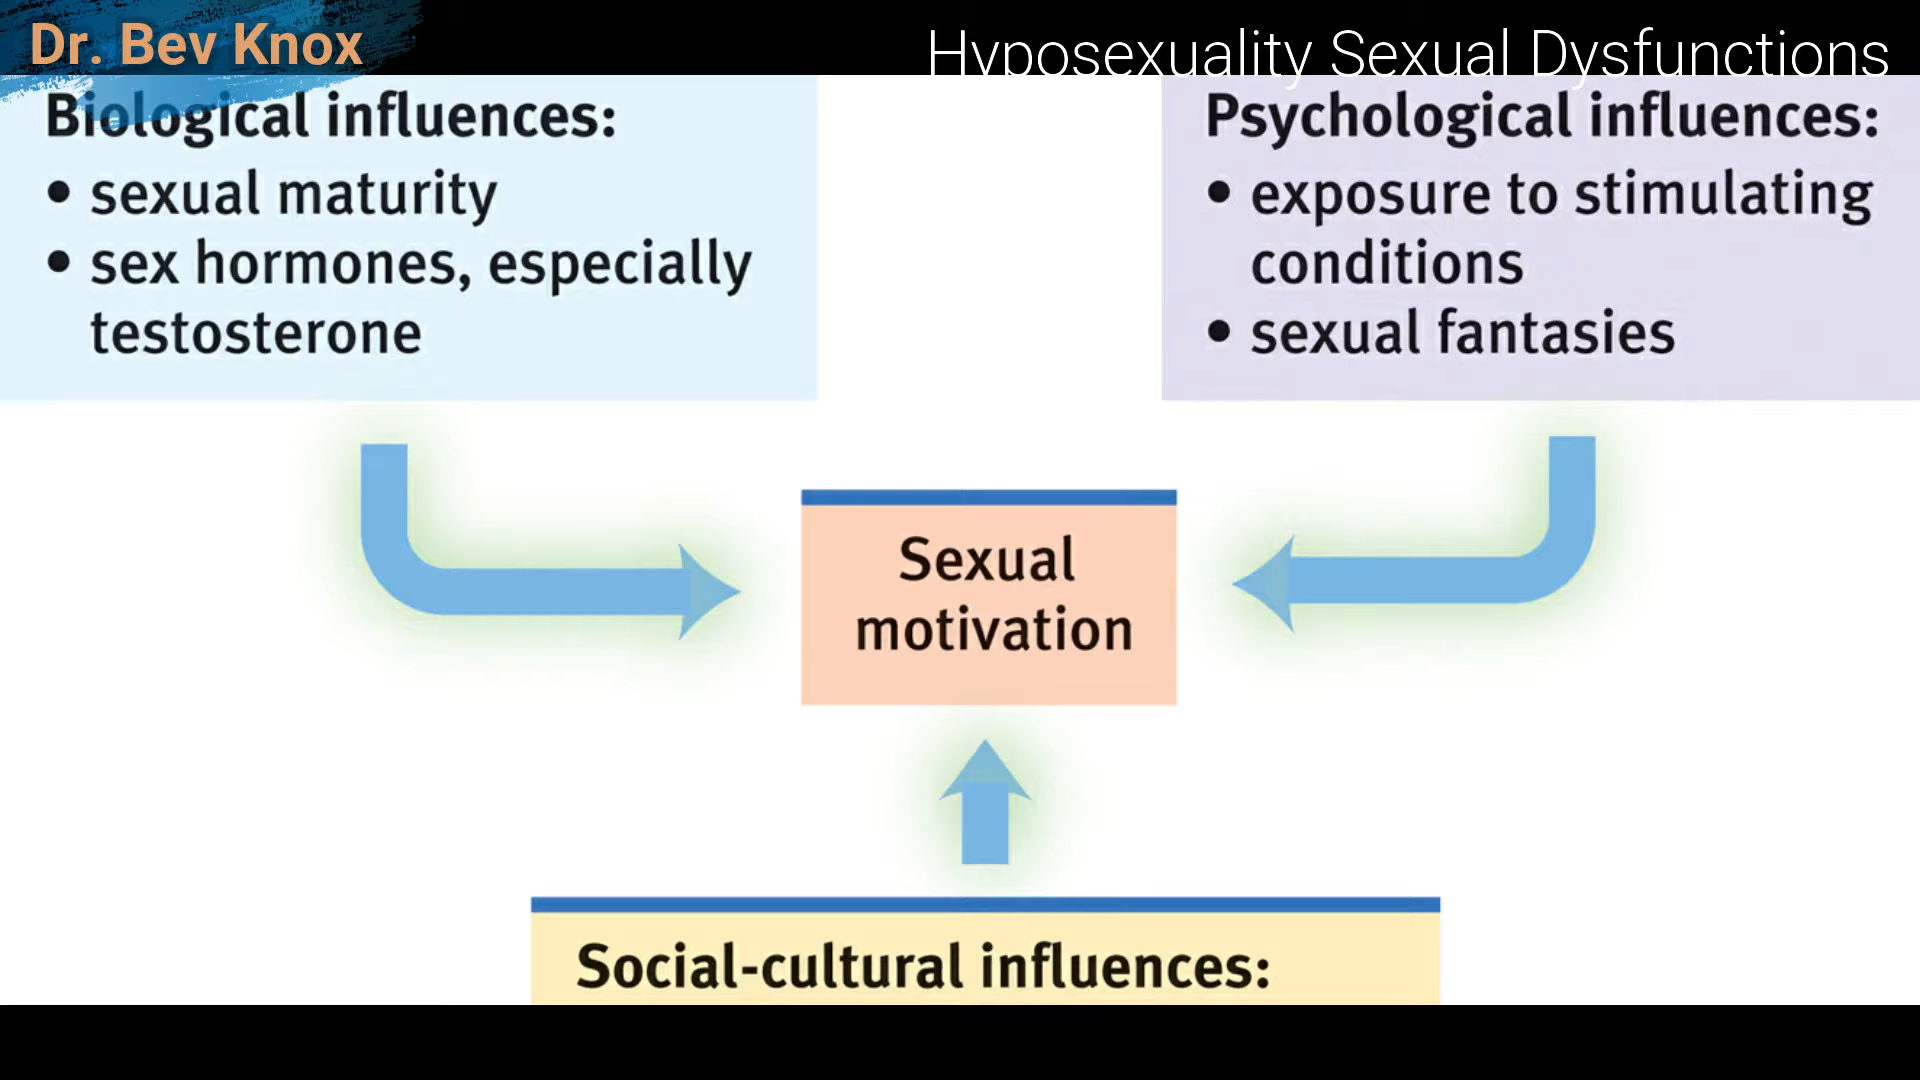 Dr. Bev Knox
Hyposexuality Sexual Dysfunctions
Biological influences:
• sexual maturity
• sex hormones, especially
testosterone
Psychological influences:
• exposure to stimulating
conditions
• sexual fantasies
Sexual
motivation
Social-cultural influences: